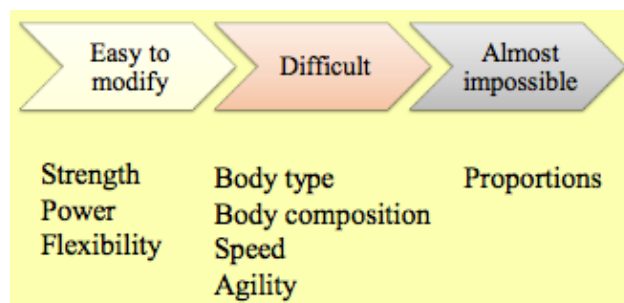 Easy to
modify
Difficult
Almost
impossible
Strength
Power
Flexibility
Body type
Body composition
Speed
Agility
Proportions